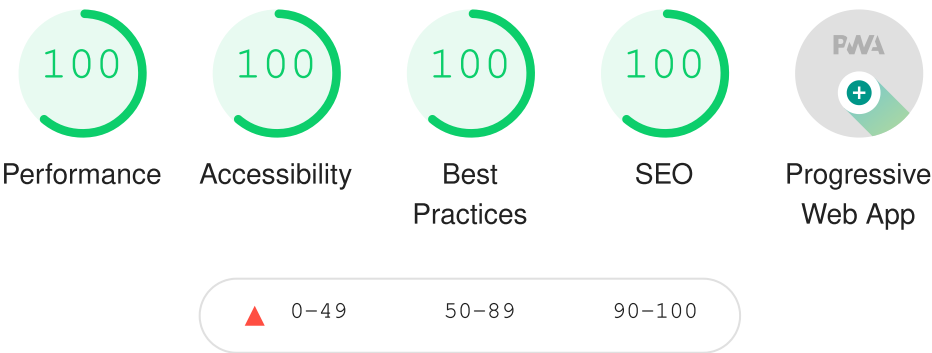 100 100 100 100 PWA
Performance Accessibility Best Practices SEO Progressive Web App
0–49 50–89 90–100